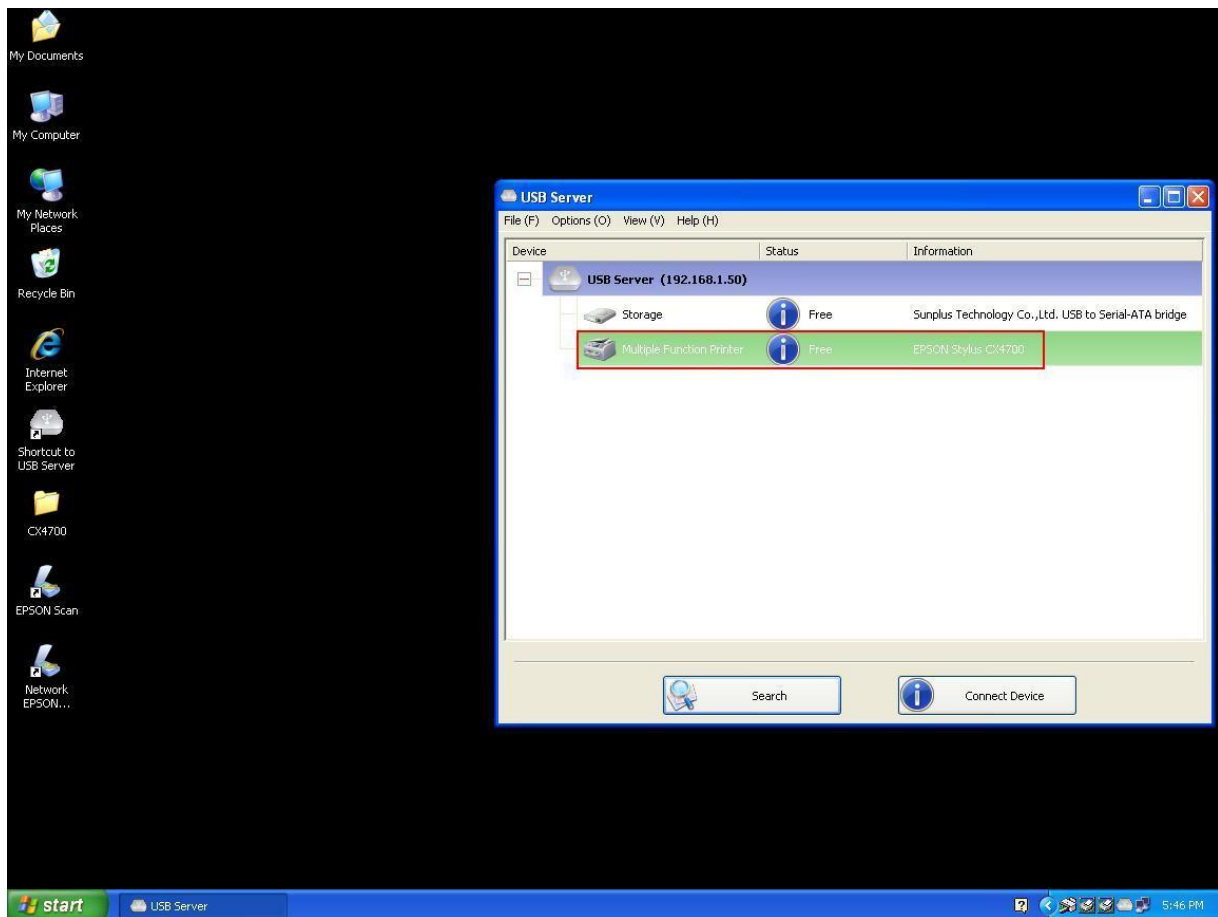 My Documents
My Computer
My Network
Places
Recycle Bin
Internet
Explorer
Shortcut to
USB Server
CX4700
EPSON Scan
Network
EPSON...
USB Server
File (F) Options (O) View (V) Help (H)
Device Status Information
USB Server (192.168.1.50)
Storage Free Sunplus Technology Co.,Ltd. USB to Serial-ATA bridge
Multiple Function Printer Free EPSON Stylus CX4700
Search Connect Device
start USB Server 5:46 PM